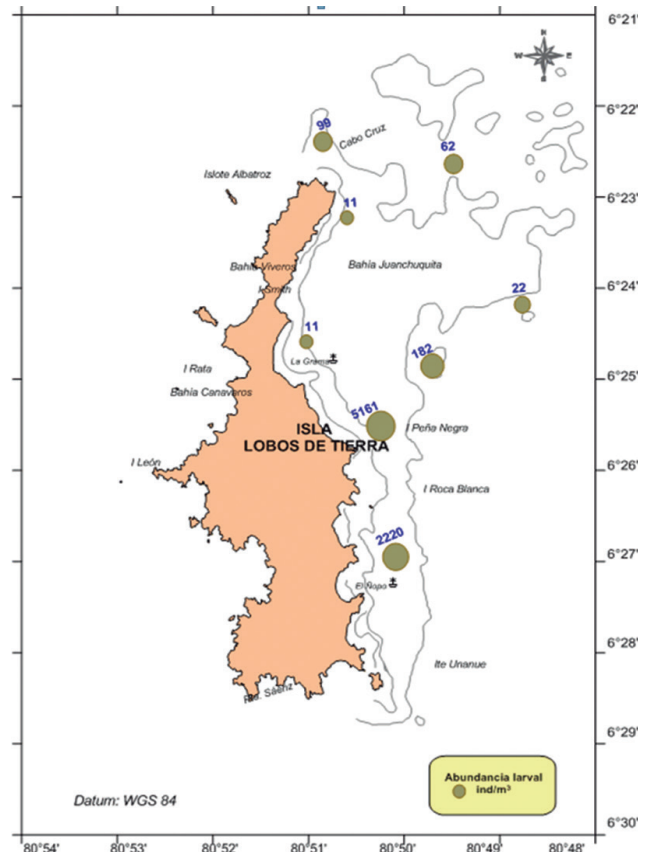 6°21'
N
W E
S
6°22'
99
Cabo Cruz
62
Islote Albatroz
6°23'
11
Bahía Juanchuquita
Bahía Viveros
6°24'
I Smith
22
11
La Grama
182
I Rata
6°25'
Bahía Canaveros
5161
ISLA
LOBOS DE TIERRA
I Peña Negra
I León
6°26'
I Roca Blanca
2220
6°27'
El Ñopo
6°28'
Ite Unanue
Sáenz
6°29'
Abundancia larval
ind/m³
Datum: WGS 84
6°30'
80°54' 80°53' 80°52' 80°51' 80°50' 80°49' 80°48'